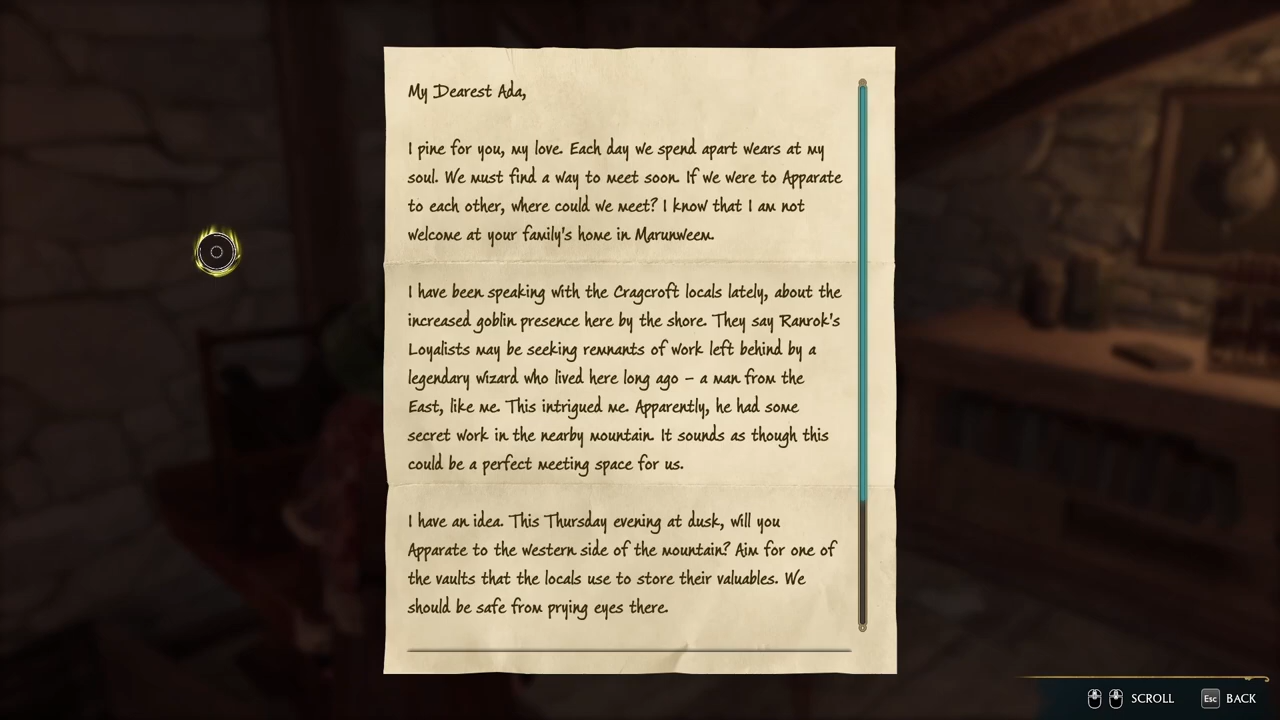 My Dearest Ada,
I pine for you, my love. Each day we spend apart wears at my
soul. We must find a way to meet soon. If we were to Apparate
to each other, where could we meet? I know that I am not
welcome at your family's home in Marunweem.
I have been speaking with the Cragcroft locals lately, about the
increased goblin presence here by the shore. They say Ranrok's
Loyalists may be seeking remnants of work left behind by a
legendary wizard who lived here long ago – a man from the
East, like me. This intrigued me. Apparently, he had some
secret work in the nearby mountain. It sounds as though this
could be a perfect meeting space for us.
I have an idea. This Thursday evening at dusk, will you
Apparate to the western side of the mountain? Aim for one of
the vaults that the locals use to store their valuables. We
should be safe from prying eyes there.
SCROLL Esc BACK